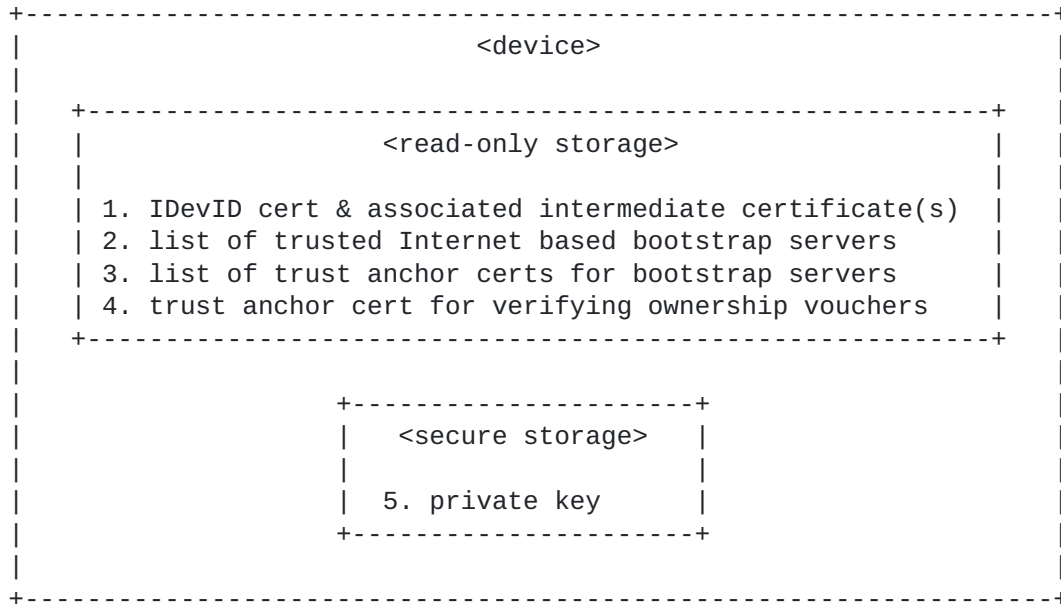 <device>
<read-only storage>
1. IDevID cert & associated intermediate certificate(s)
2. list of trusted Internet based bootstrap servers
3. list of trust anchor certs for bootstrap servers
4. trust anchor cert for verifying ownership vouchers
<secure storage>
5. private key